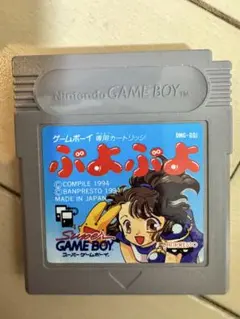 Nintendo GAME BOY™
ゲームボーイ 専用カートリッジ
ぷよぷよ
©COMPILE 1994
©BANPRESTO 1994
MADE IN JAPAN
Super
GAME BOY
スーパーゲームボーイ